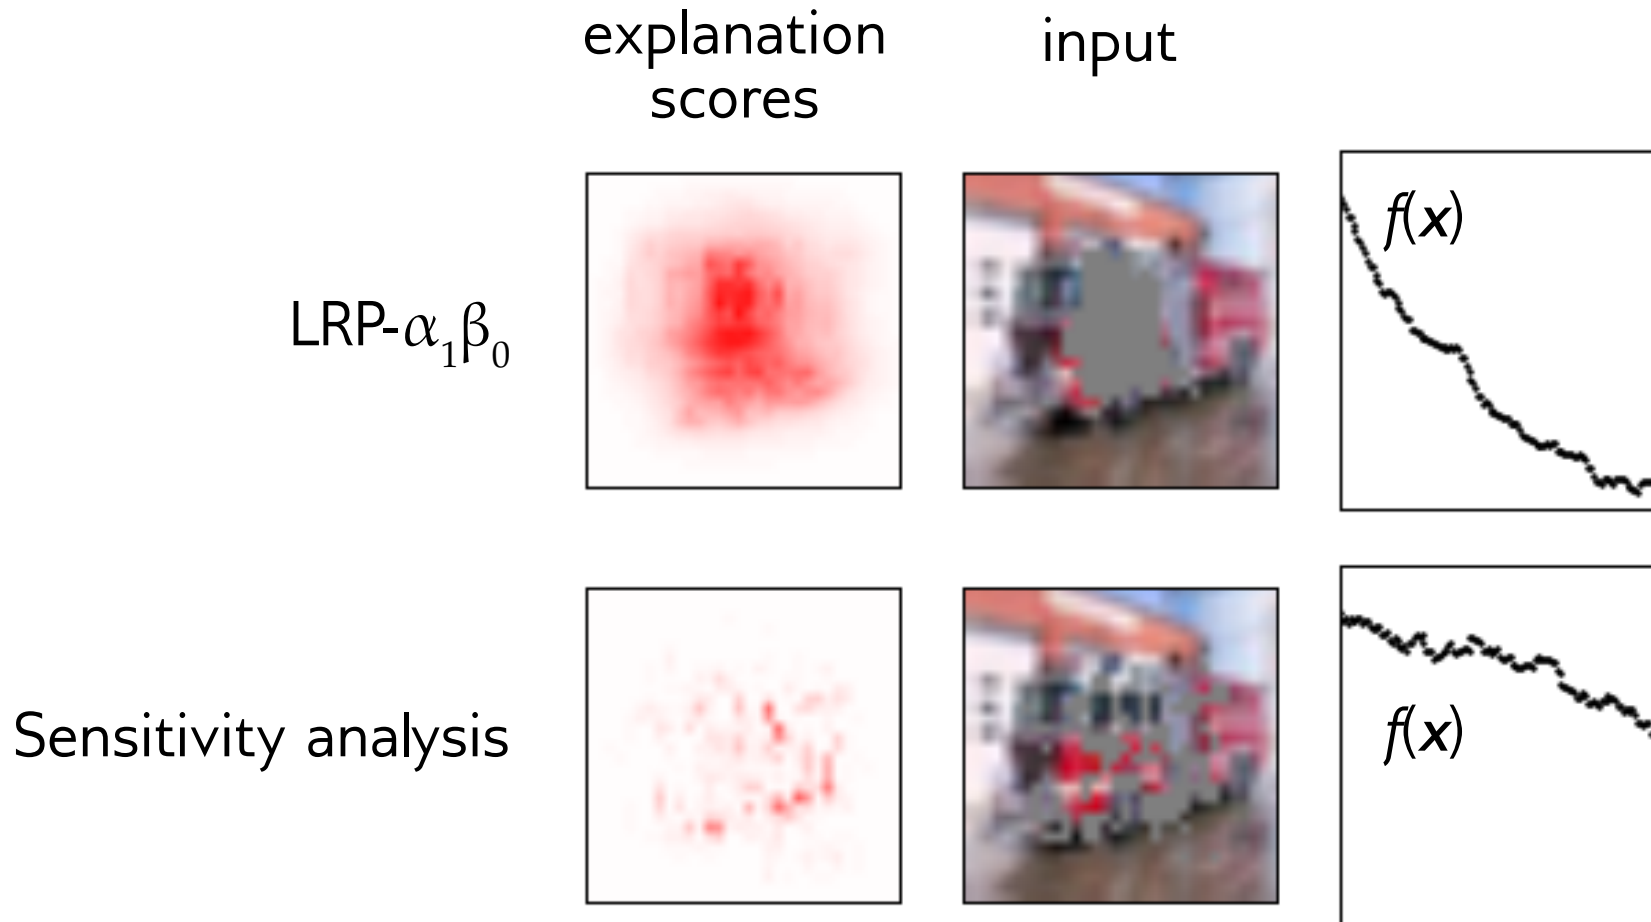 explanation
scores
input
f(x)
LRP-α₁β₀
Sensitivity analysis
f(x)